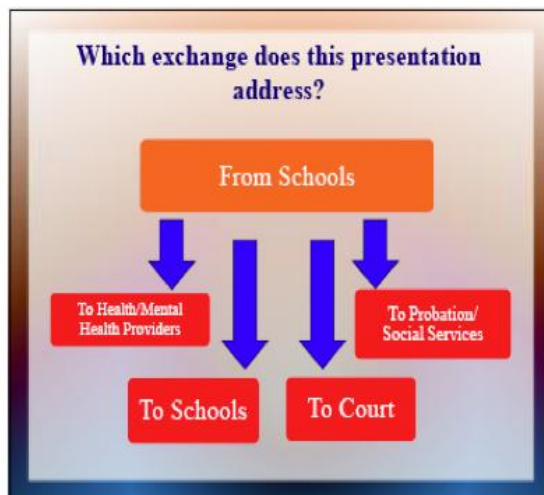 Which exchange does this presentation
address?
From Schools
To Health/Mental
Health Providers
To Probation/
Social Services
To Schools
To Court